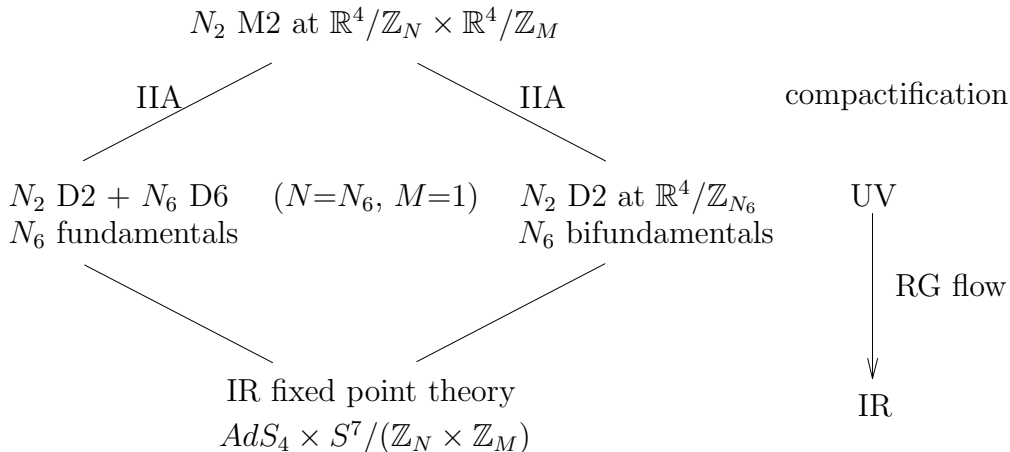 N₂ M2 at ℝ⁴/ℤ_N × ℝ⁴/ℤ_M
IIA IIA compactification
N₂ D2 + N₆ D6 (N=N₆, M=1) N₂ D2 at ℝ⁴/ℤ_{N₆} UV
N₆ fundamentals N₆ bifundamentals
RG flow
IR fixed point theory IR
AdS₄ × S⁷/(ℤ_N × ℤ_M)